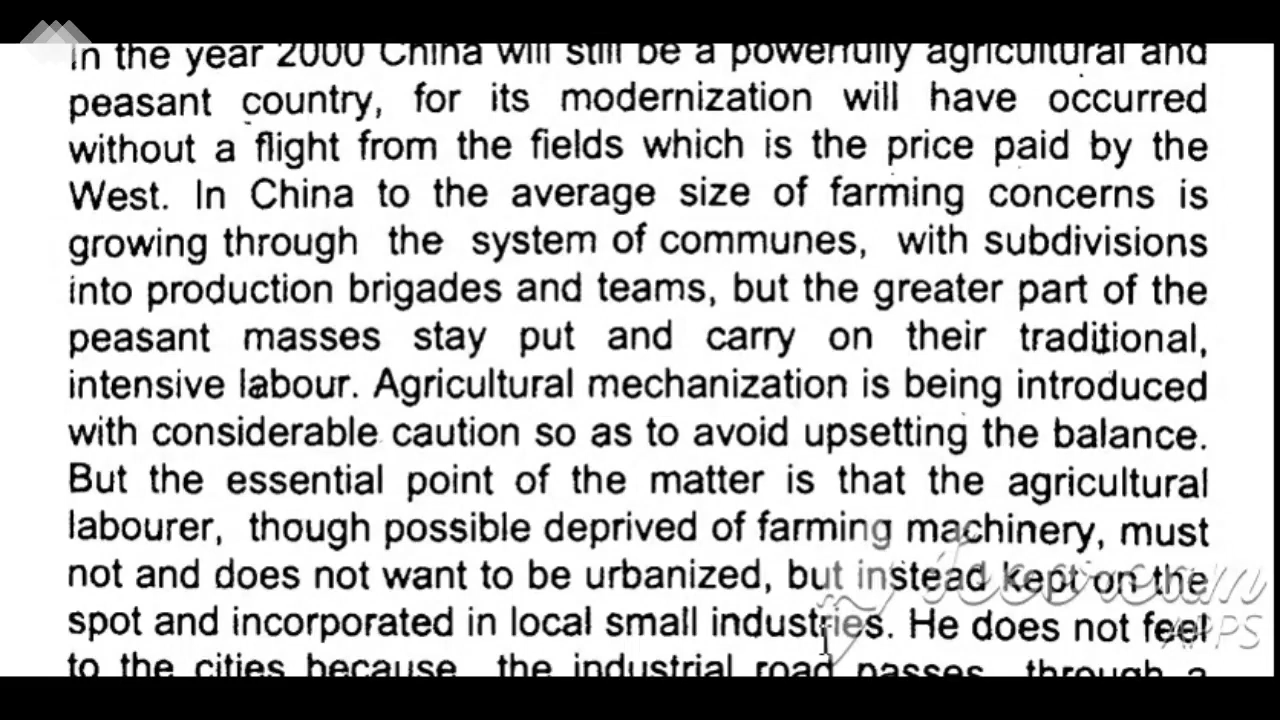 In the year 2000 China will still be a powerfully agricultural and
peasant country, for its modernization will have occurred
without a flight from the fields which is the price paid by the
West. In China to the average size of farming concerns is
growing through the system of communes, with subdivisions
into production brigades and teams, but the greater part of the
peasant masses stay put and carry on their traditional,
intensive labour. Agricultural mechanization is being introduced
with considerable caution so as to avoid upsetting the balance.
But the essential point of the matter is that the agricultural
labourer, though possible deprived of farming machinery, must
not and does not want to be urbanized, but instead kept on the
spot and incorporated in local small industries. He does not feel
to the cities because the industrial road passes through a
APPS